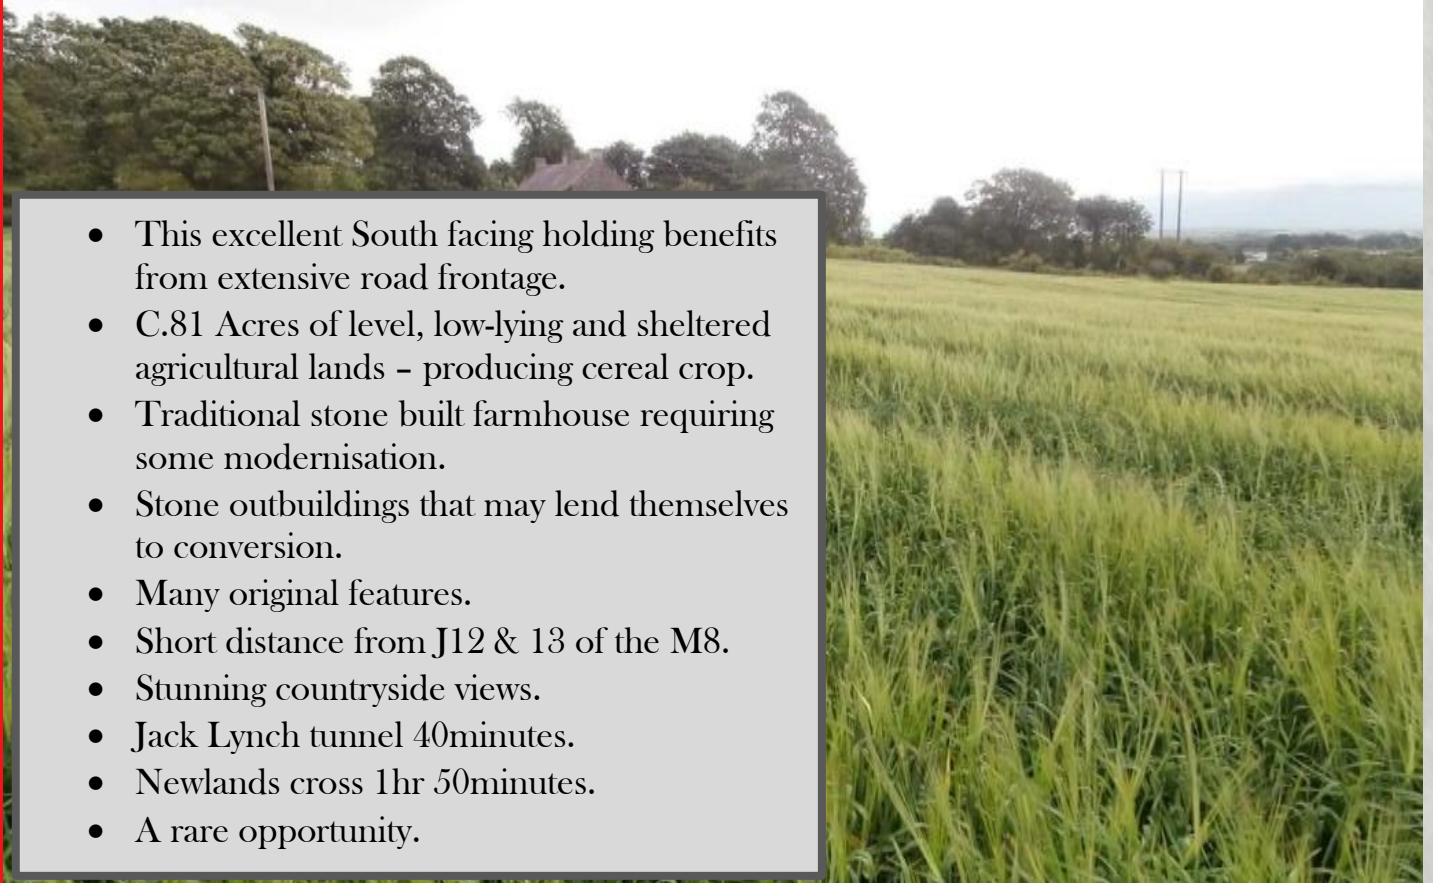 • This excellent South facing holding benefits
from extensive road frontage.
• C.81 Acres of level, low-lying and sheltered
agricultural lands – producing cereal crop.
• Traditional stone built farmhouse requiring
some modernisation.
• Stone outbuildings that may lend themselves
to conversion.
• Many original features.
• Short distance from J12 & 13 of the M8.
• Stunning countryside views.
• Jack Lynch tunnel 40minutes.
• Newlands cross 1hr 50minutes.
• A rare opportunity.